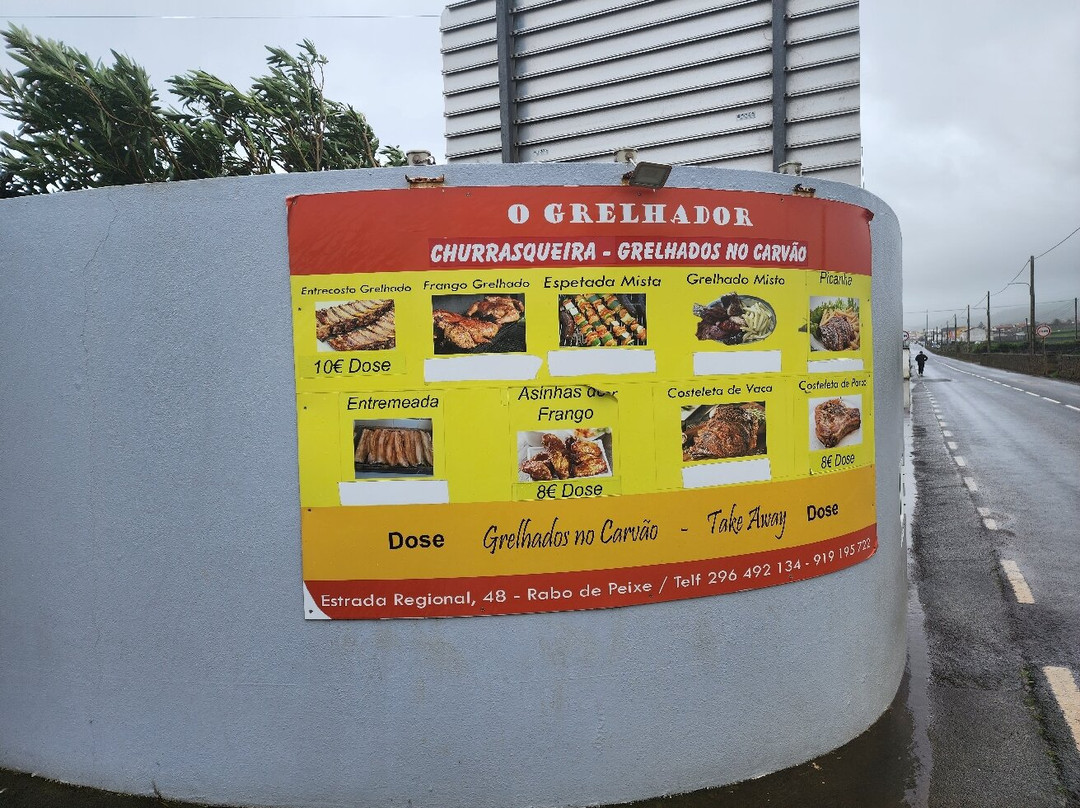 O GRELHADOR
CHURRASQUEIRA - GRELHADOS NO CARVÃO
Entrecosto Grelhado
10€ Dose
Frango Grelhado
Espetada Mista
Grelhado Misto
Picanha
Entremeada
Asinhas de
Frango
8€ Dose
Costeleta de Vaca
Costeleta de Porco
8€ Dose
Dose Grelhados no Carvão - Take Away Dose
Estrada Regional, 48 - Rabo de Peixe / Telf 296 492 134 - 919 195 722